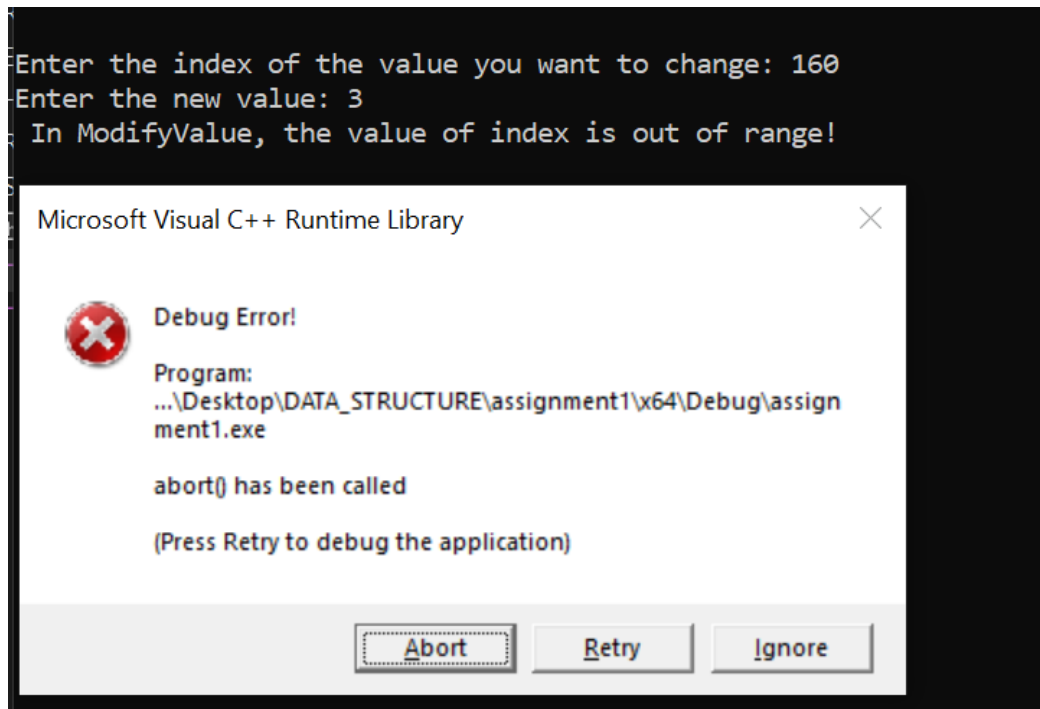 Enter the index of the value you want to change: 160
Enter the new value: 3
In ModifyValue, the value of index is out of range!
Microsoft Visual C++ Runtime Library
Debug Error!
Program:
...\Desktop\DATA_STRUCTURE\assignment1\x64\Debug\assign
ment1.exe
abort() has been called
(Press Retry to debug the application)
Abort
Retry
Ignore